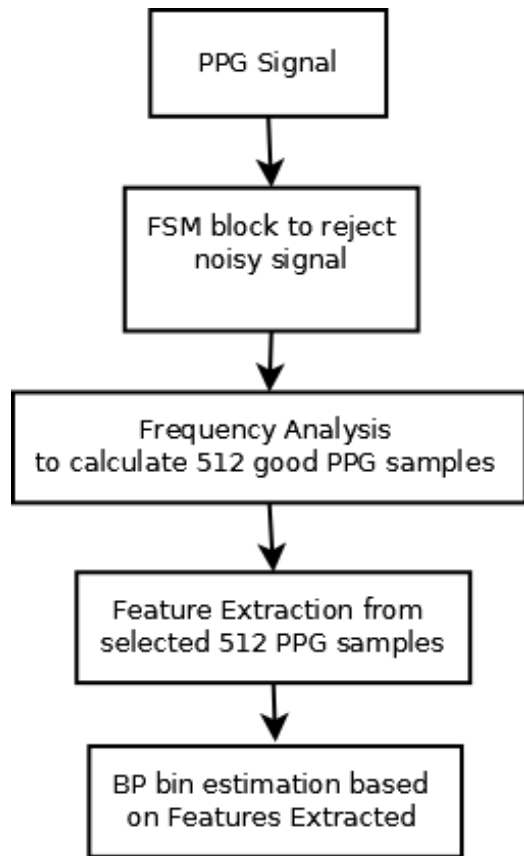 PPG Signal
FSM block to reject
noisy signal
Frequency Analysis
to calculate 512 good PPG samples
Feature Extraction from
selected 512 PPG samples
BP bin estimation based
on Features Extracted